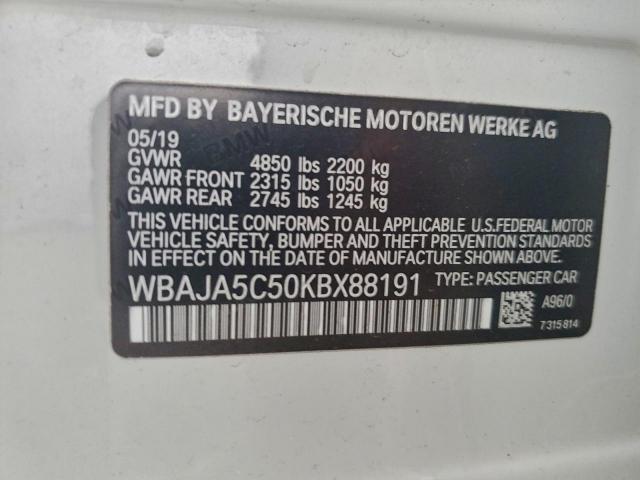 MFD BY BAYERISCHE MOTOREN WERKE AG
05/19
GVWR 4850 lbs 2200 kg
GAWR FRONT 2315 lbs 1050 kg
GAWR REAR 2745 lbs 1245 kg
THIS VEHICLE CONFORMS TO ALL APPLICABLE U.S.FEDERAL MOTOR
VEHICLE SAFETY, BUMPER AND THEFT PREVENTION STANDARDS
IN EFFECT ON THE DATE OF MANUFACTURE SHOWN ABOVE.
WBAJA5C50KBX88191 TYPE: PASSENGER CAR
A96/0
7315814